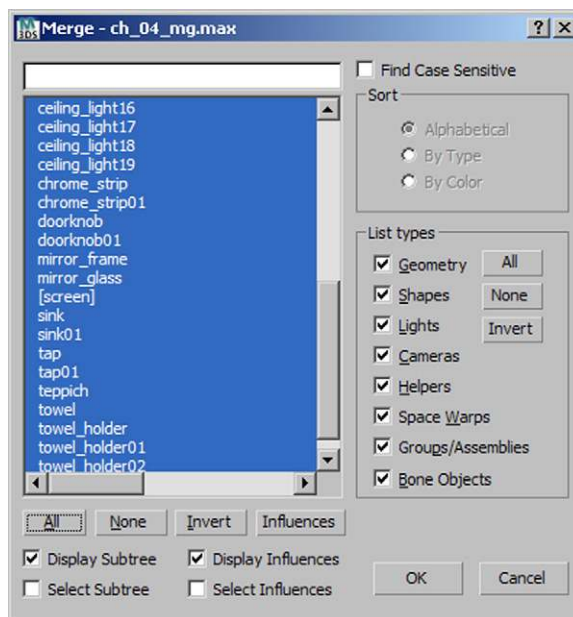 M
3DS
Merge - ch_04_mg.max
Find Case Sensitive
ceiling_light16
ceiling_light17
ceiling_light18
ceiling_light19
chrome_strip
chrome_strip01
doorknob
doorknob01
mirror_frame
mirror_glass
[screen]
sink
sink01
tap
tap01
teppich
towel
towel_holder
towel_holder01
towel_holder02
All None Invert Influences
Display Subtree Display Influences
Select Subtree Select Influences
Sort
Alphabetical
By Type
By Color
List types
Geometry All
Shapes None
Lights Invert
Cameras
Helpers
Space Warps
Groups/Assemblies
Bone Objects
OK Cancel